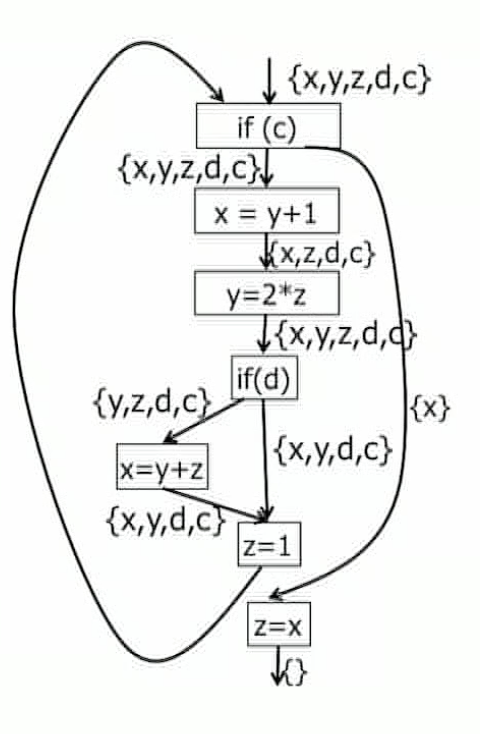 {x,y,z,d,c}
if (c)
{x,y,z,d,c}
x = y+1
{x,z,d,c}
y=2*z
{x,y,z,d,c}
if(d)
{y,z,d,c}
{x}
{x,y,d,c}
x=y+z
{x,y,d,c}
z=1
z=x
{}